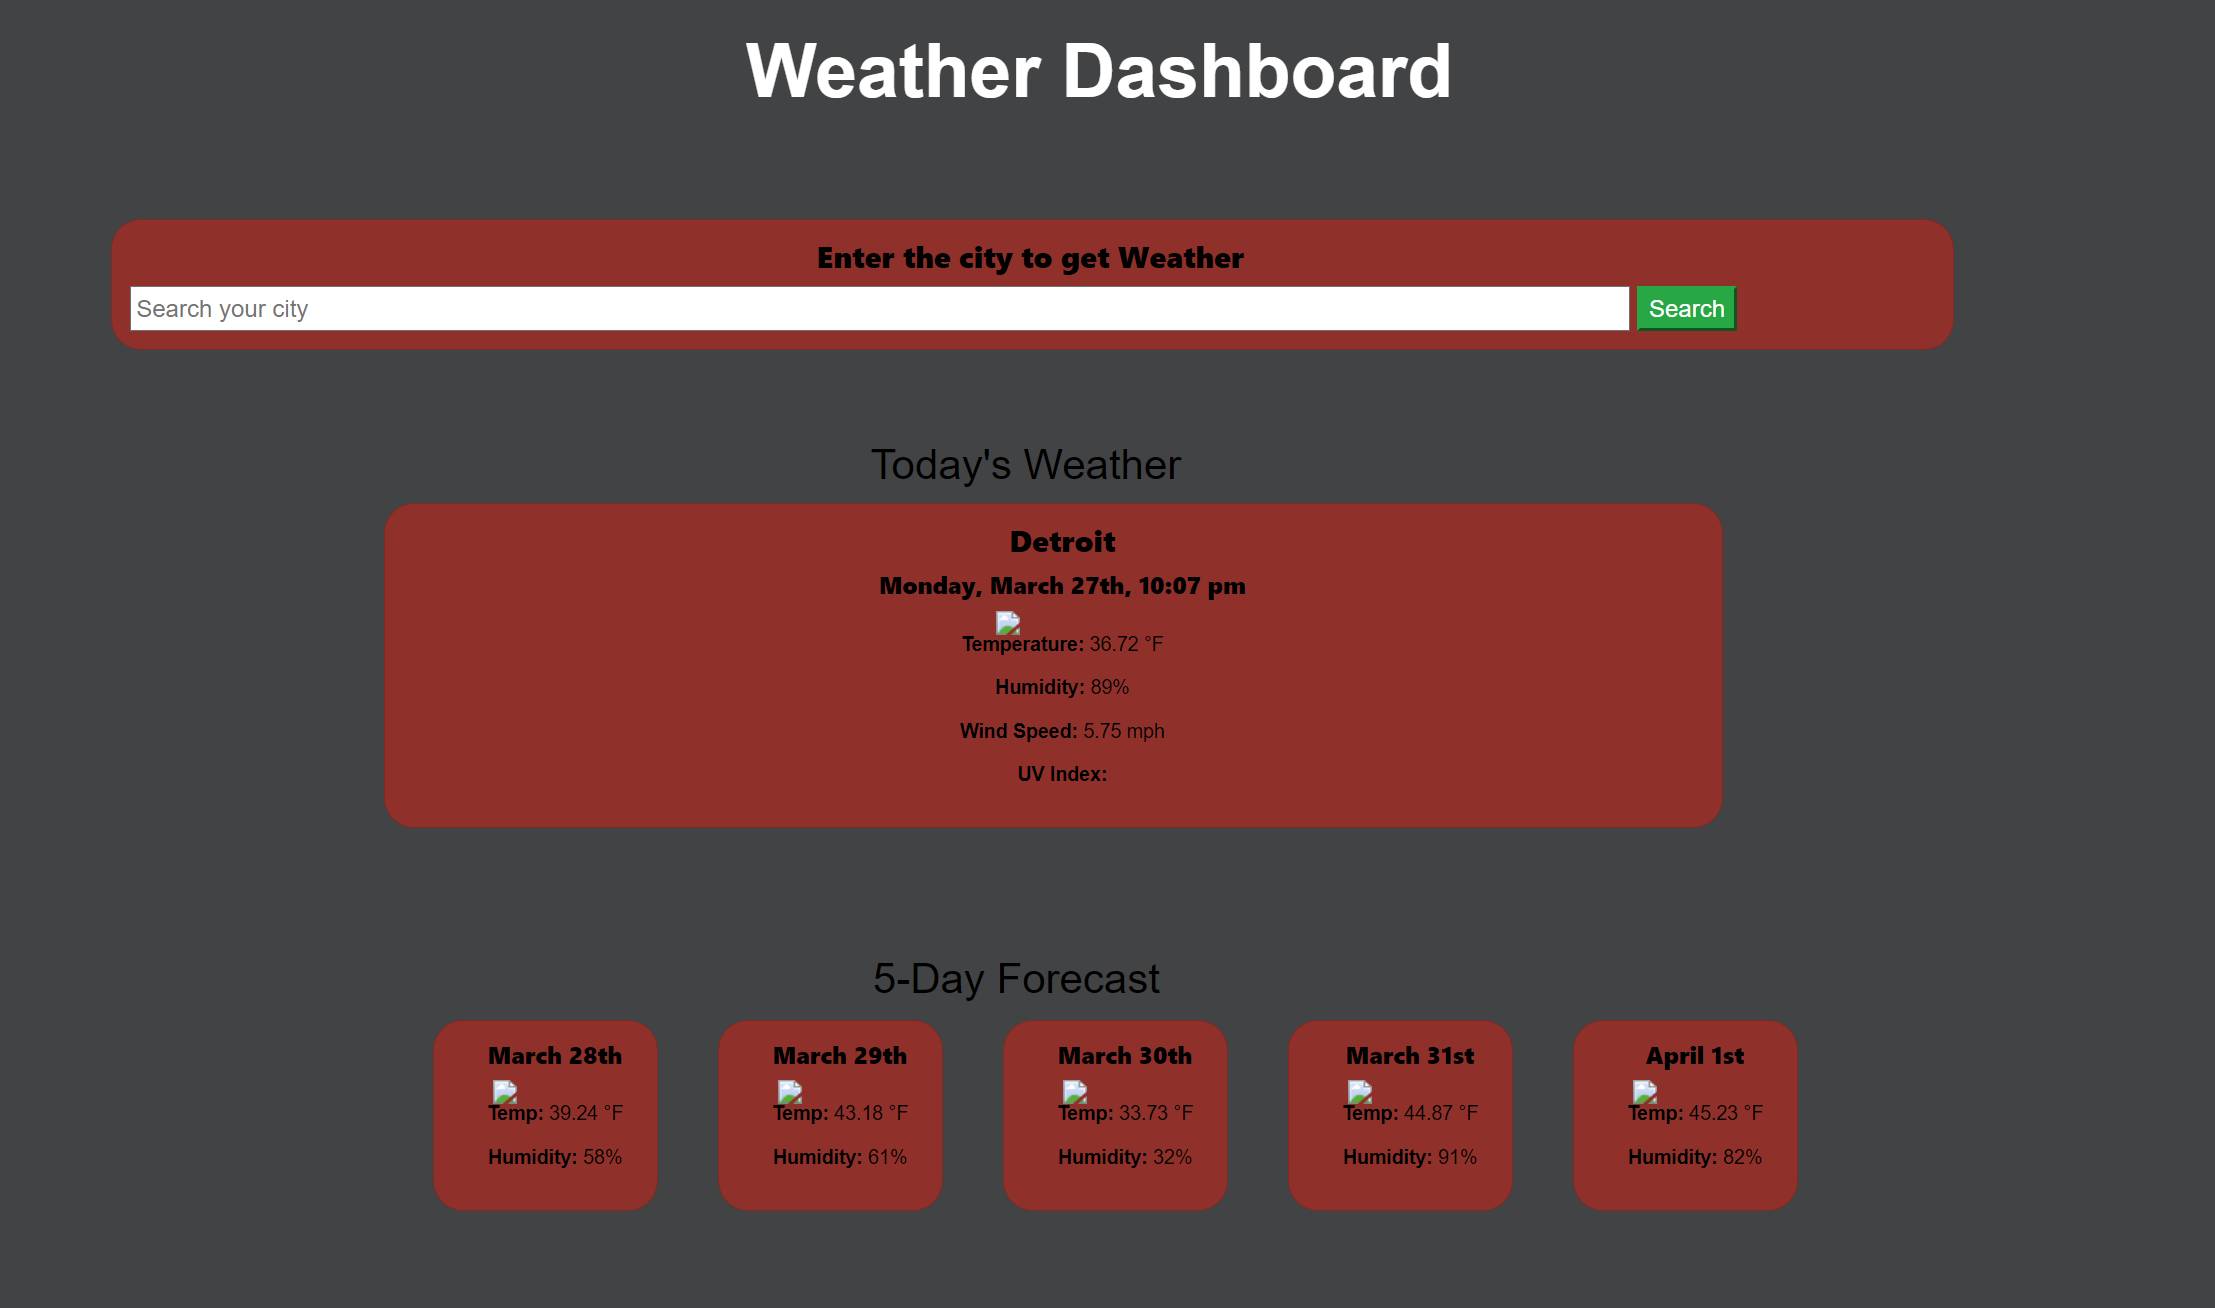 Weather Dashboard
Enter the city to get Weather
Search your city Search
Today's Weather
Detroit
Monday, March 27th, 10:07 pm
Temperature: 36.72 °F
Humidity: 89%
Wind Speed: 5.75 mph
UV Index:
5-Day Forecast
March 28th
Temp: 39.24 °F
Humidity: 58%
March 29th
Temp: 43.18 °F
Humidity: 61%
March 30th
Temp: 33.73 °F
Humidity: 32%
March 31st
Temp: 44.87 °F
Humidity: 91%
April 1st
Temp: 45.23 °F
Humidity: 82%